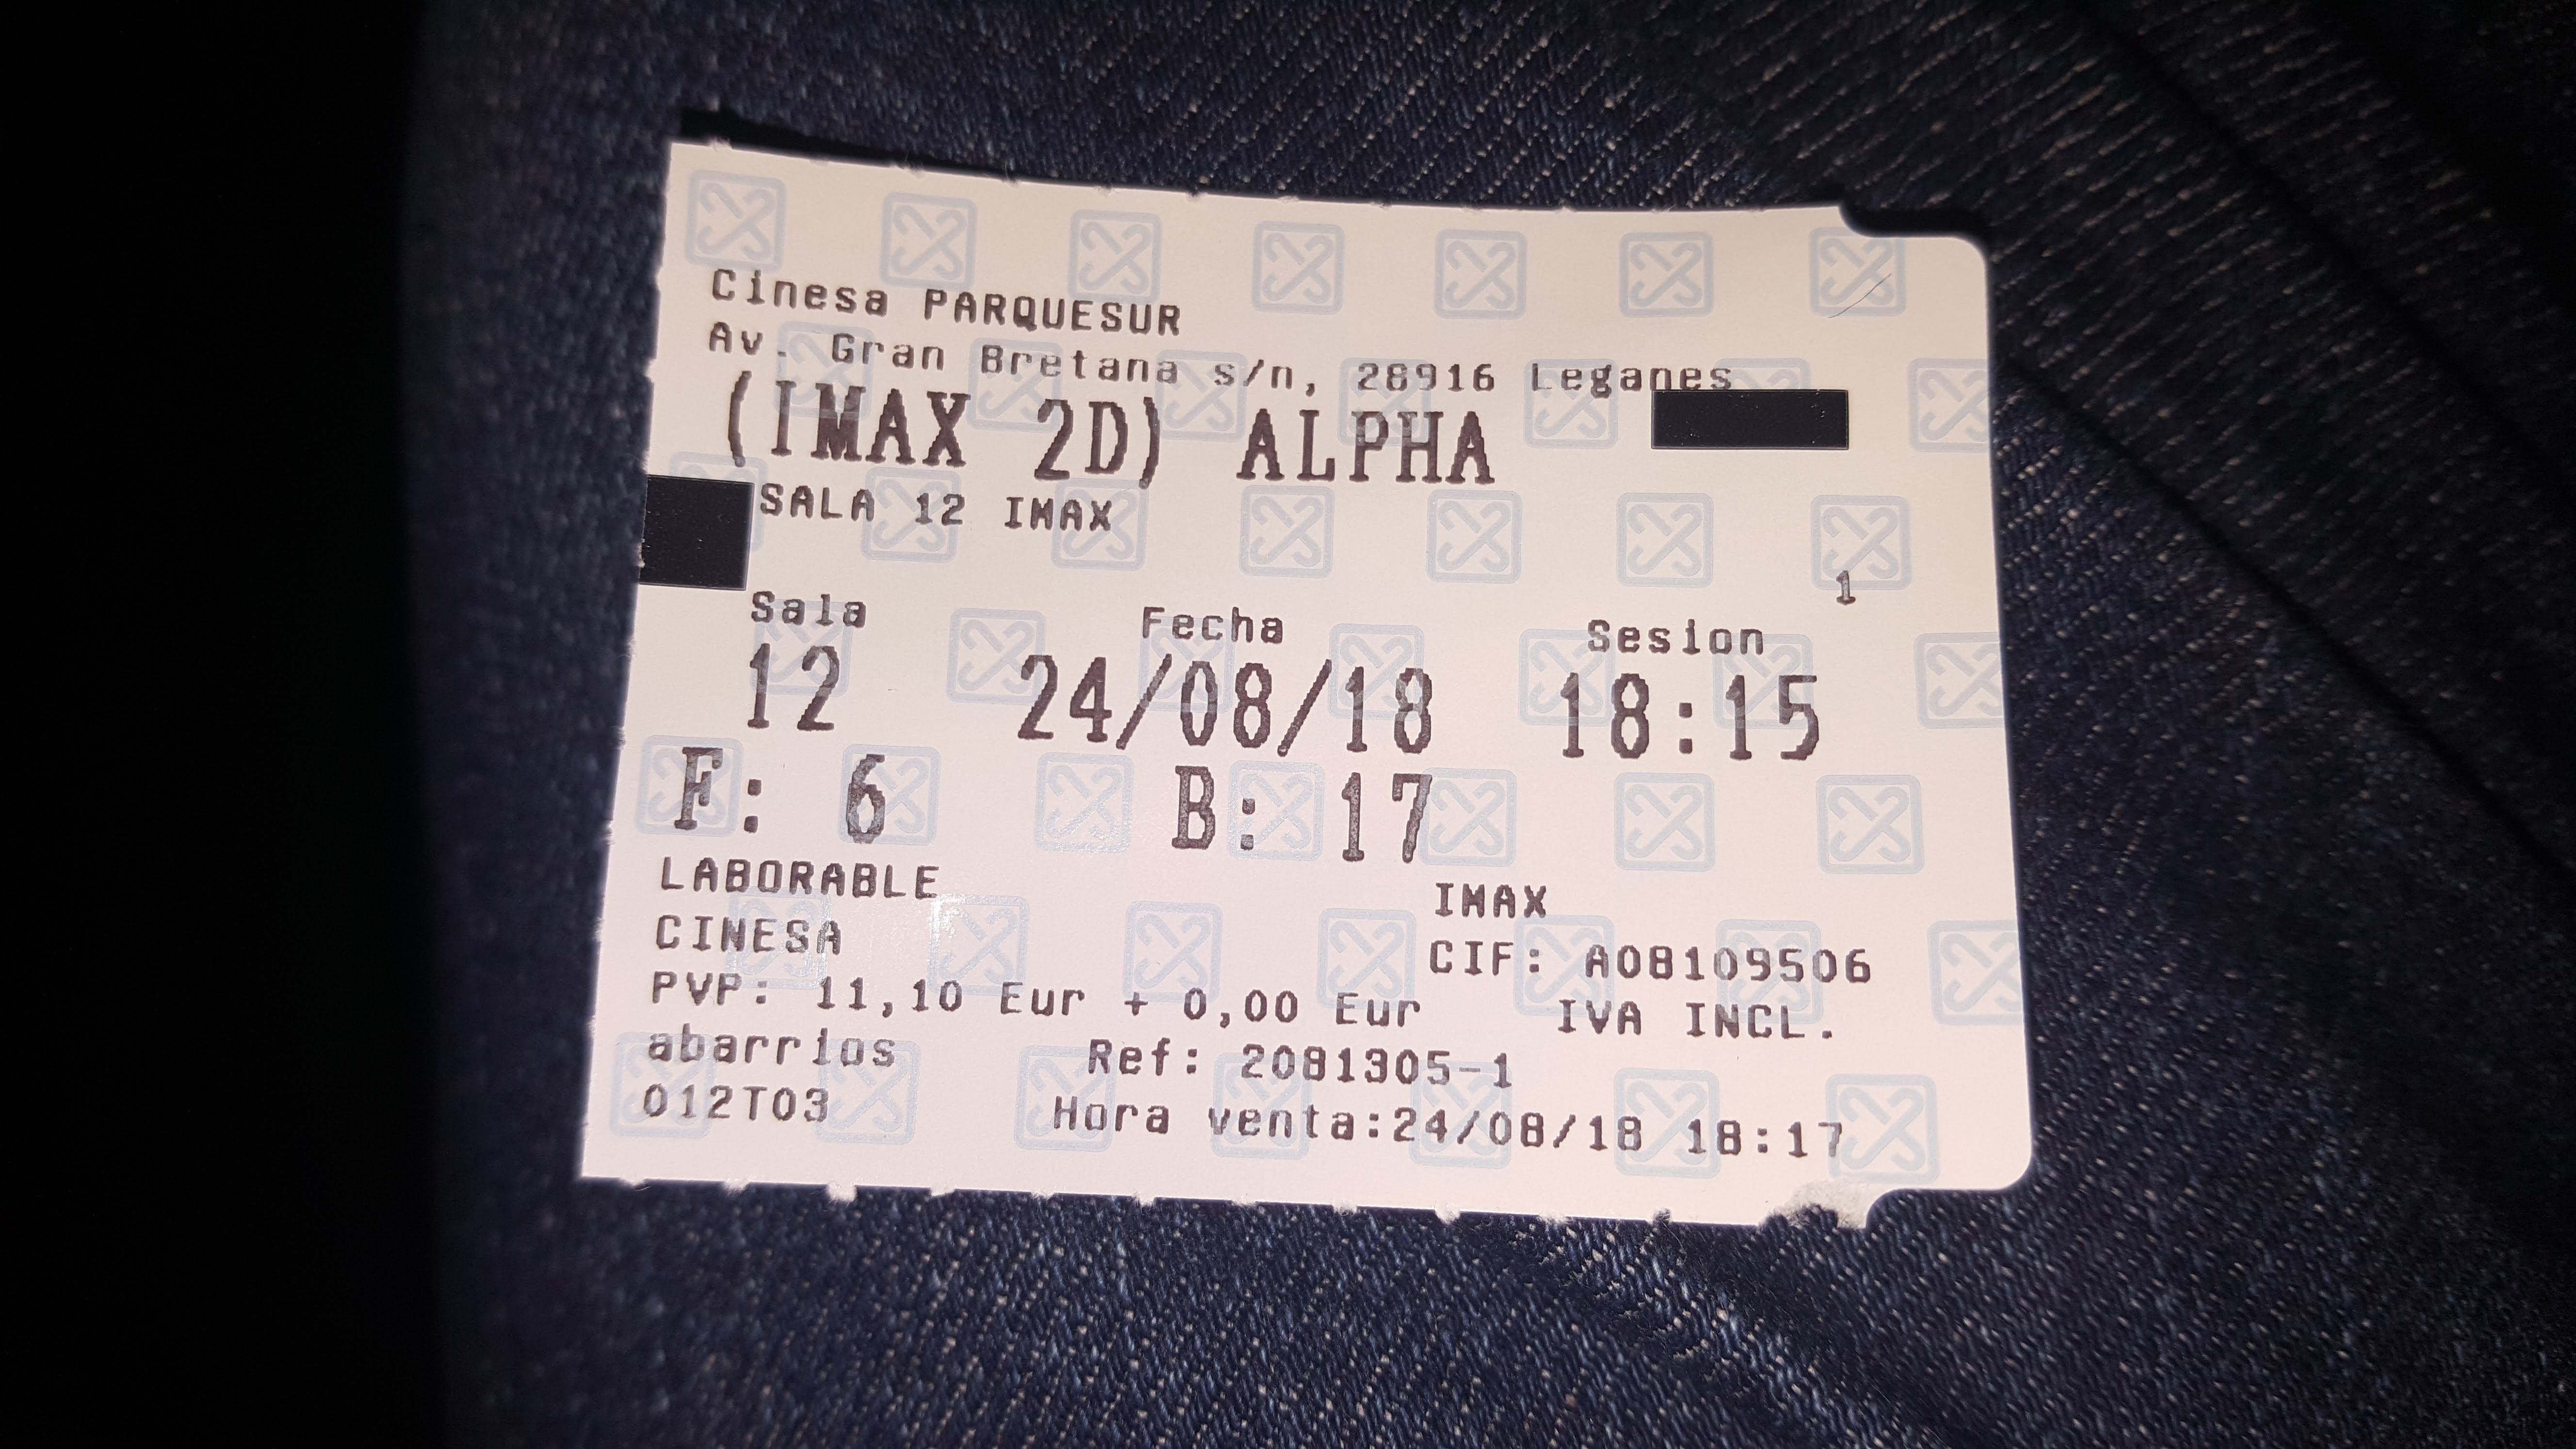 Cinesa PARQUESUR
Av. Gran Bretana s/n, 28916 Leganes
(IMAX 2D) ALPHA
SALA 12 IMAX
1
Sala Fecha Sesion
12 24/08/18 18:15
F: 6 B: 17
LABORABLE IMAX
CINESA CIF: A08109506
PVP: 11,10 Eur + 0,00 Eur IVA INCL.
abarrios Ref: 2081305-1
012T03 Hora venta:24/08/18 18:17